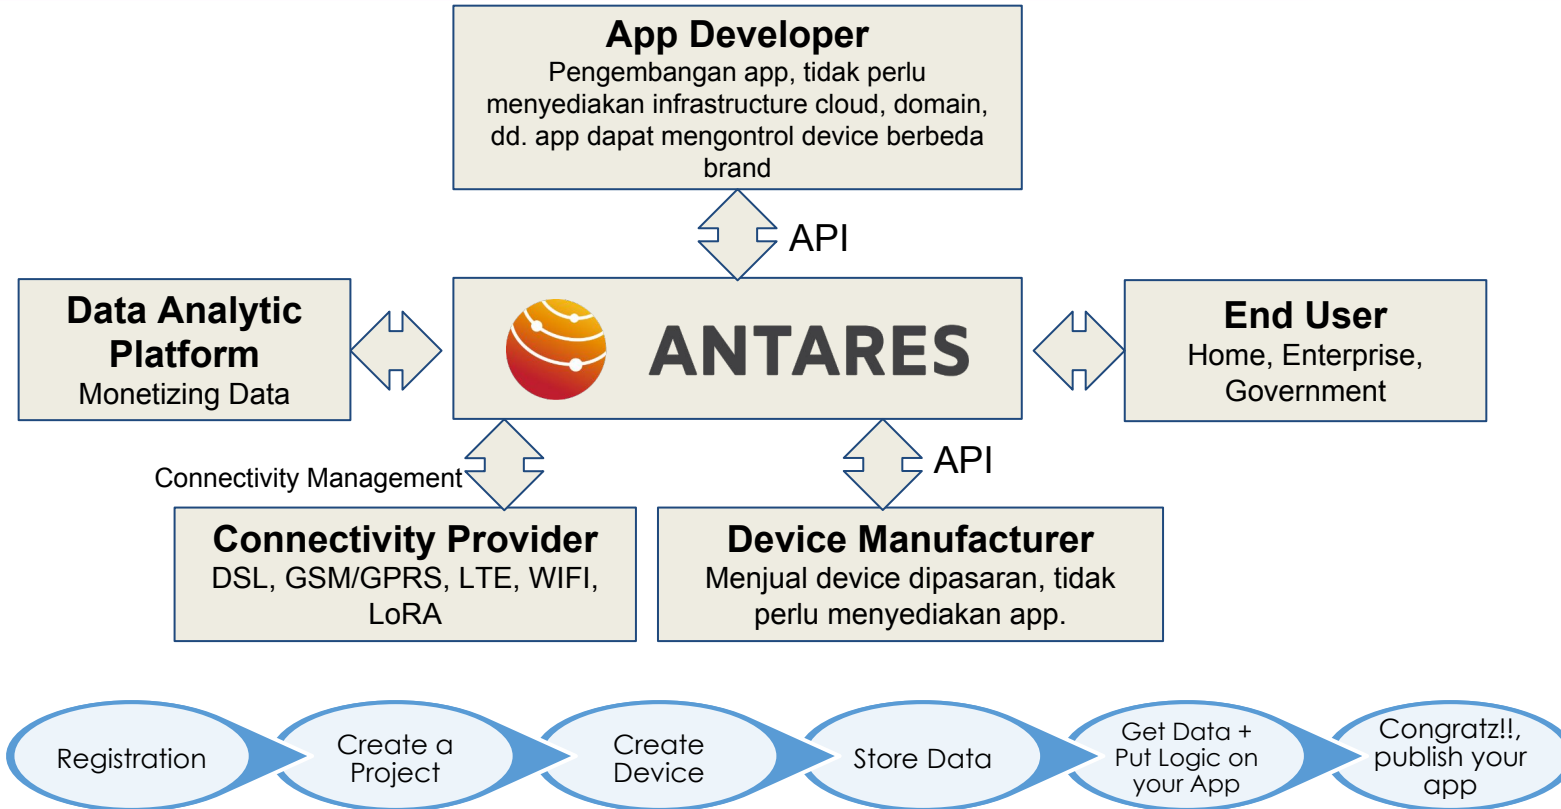 App Developer
Pengembangan app, tidak perlu
menyediakan infrastructure cloud, domain,
dd. app dapat mengontrol device berbeda
brand
API
Data Analytic
Platform
Monetizing Data
ANTARES
End User
Home, Enterprise,
Government
Connectivity Management
API
Connectivity Provider
DSL, GSM/GPRS, LTE, WIFI,
LoRA
Device Manufacturer
Menjual device dipasaran, tidak
perlu menyediakan app.
Registration
Create a
Project
Create
Device
Store Data
Get Data +
Put Logic on
your App
Congratz!!,
publish your
app